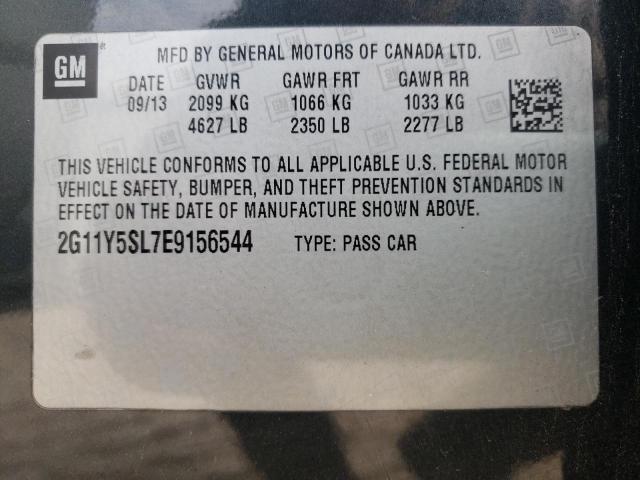 GM
MFD BY GENERAL MOTORS OF CANADA LTD.
DATE GVWR GAWR FRT GAWR RR
09/13 2099 KG 1066 KG 1033 KG
4627 LB 2350 LB 2277 LB
THIS VEHICLE CONFORMS TO ALL APPLICABLE U.S. FEDERAL MOTOR
VEHICLE SAFETY, BUMPER, AND THEFT PREVENTION STANDARDS IN
EFFECT ON THE DATE OF MANUFACTURE SHOWN ABOVE.
2G11Y5SL7E9156544 TYPE: PASS CAR